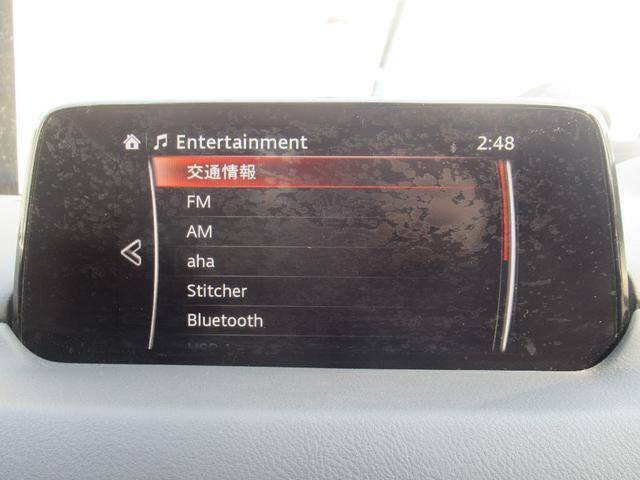 Entertainment 2:48
交通情報
FM
AM
aha
Stitcher
Bluetooth